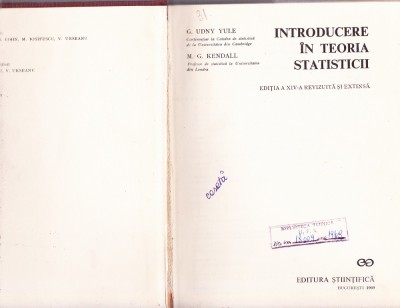 G. UDNY YULE
Conferențiar la Catedra de statistică
de la Universitatea din Cambridge
M. G. KENDALL
Profesor de statistică la Universitatea
din Londra
INTRODUCERE
ÎN TEORIA
STATISTICII
EDIȚIA A XIV-A REVIZUITĂ ȘI EXTINSĂ
EDITURA ȘTIINȚIFICĂ
BUCUREȘTI 1969